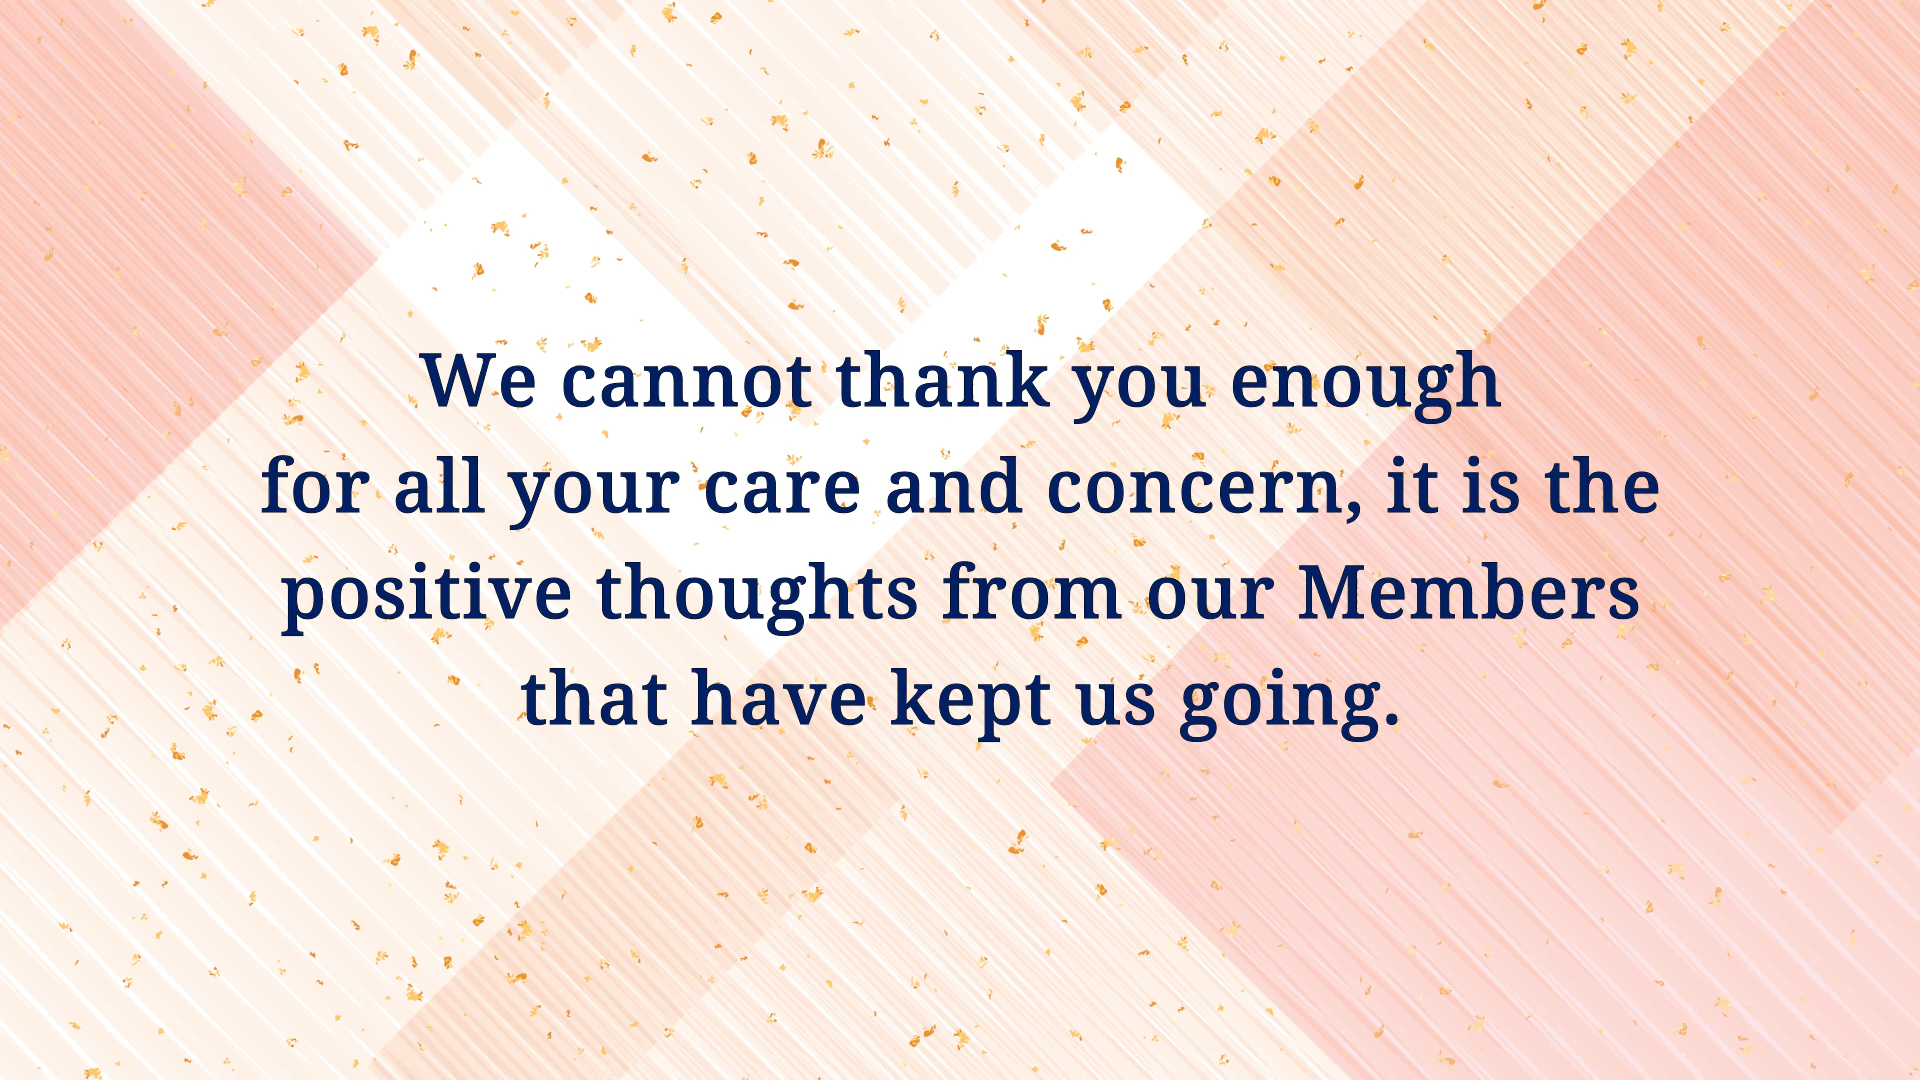 We cannot thank you enough
for all your care and concern, it is the
positive thoughts from our Members
that have kept us going.